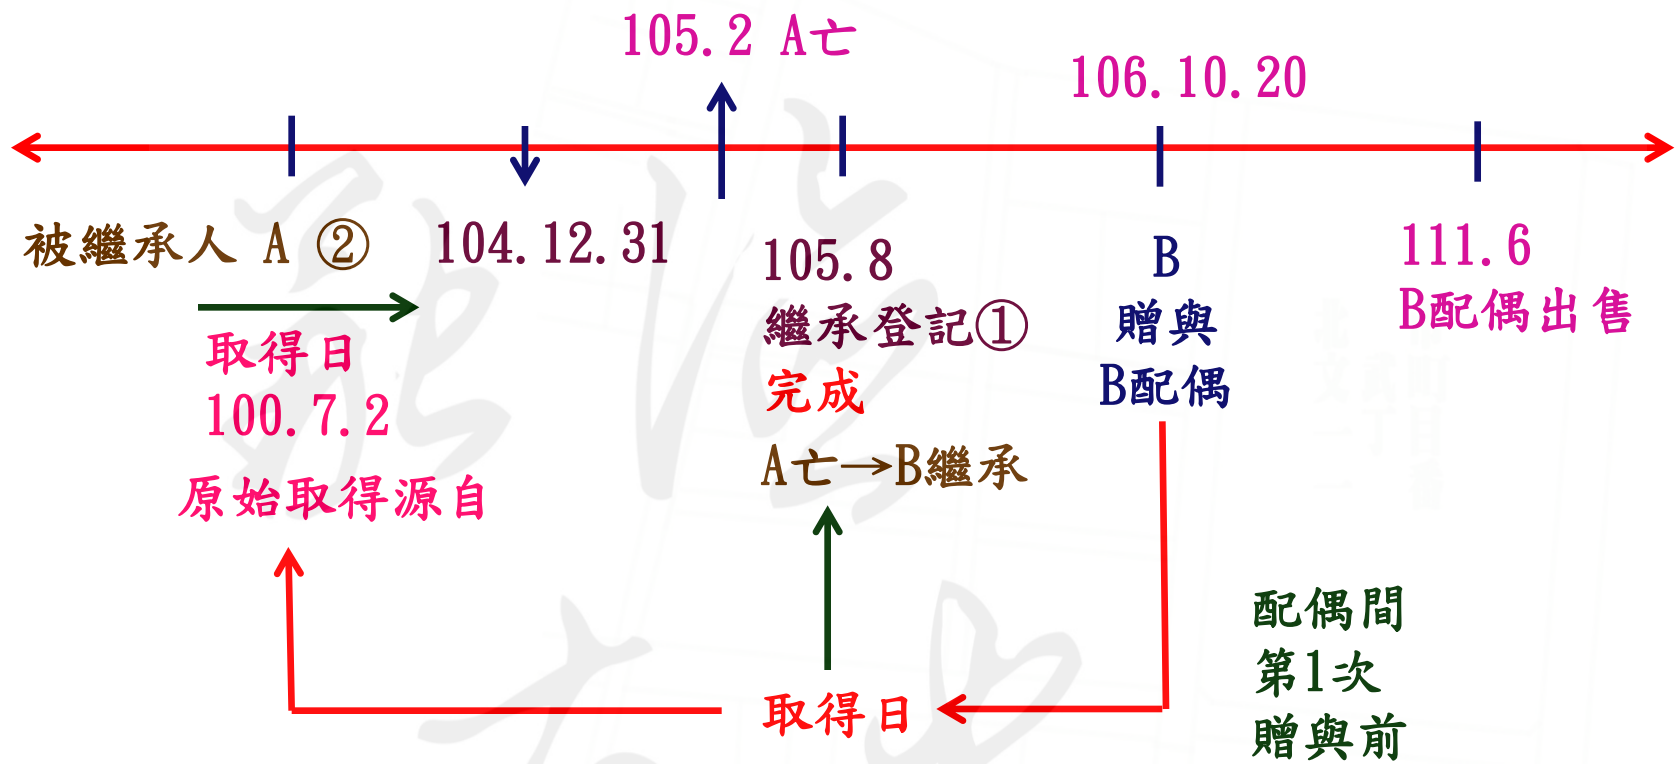 105.2 A亡
106.10.20
被繼承人 A ②
104.12.31
取得日
100.7.2
原始取得源自
105.8
繼承登記①
完成
A亡→B繼承
B
贈與
B配偶
111.6
B配偶出售
取得日
配偶間
第1次
贈與前